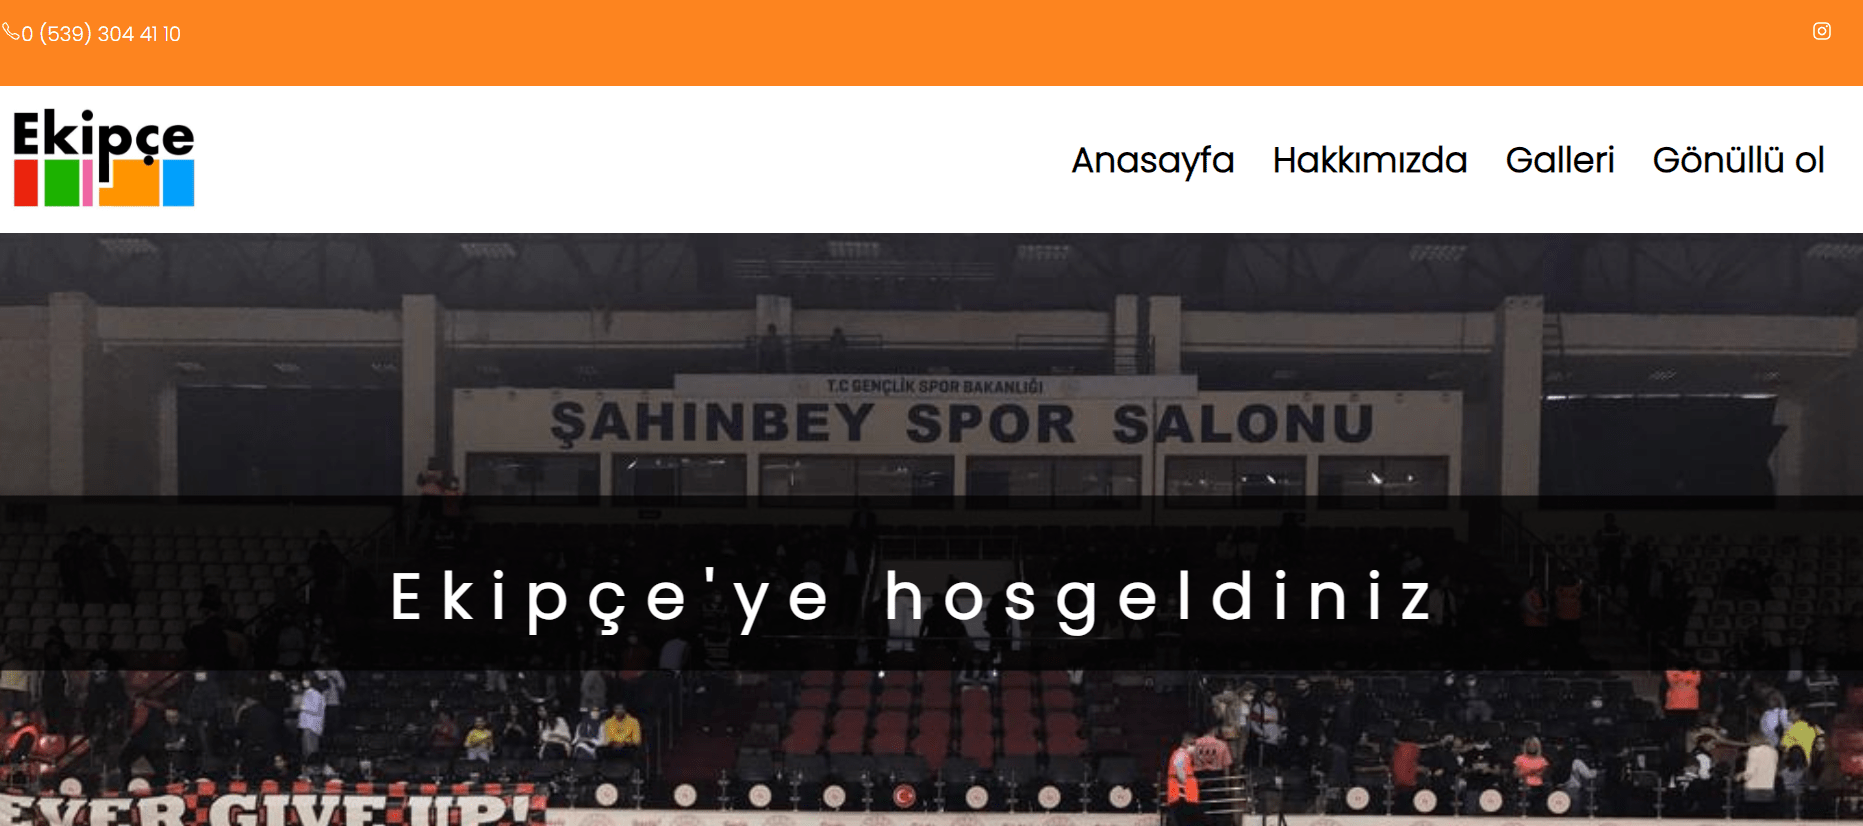 0 (539) 304 41 10
Ekipçe
Anasayfa Hakkımızda Galleri Gönüllü ol
T.C GENÇLİK SPOR BAKANLIĞI
ŞAHINBEY SPOR SALONU
Ekipçe'ye hosgeldiniz
EVER GIVE UP!